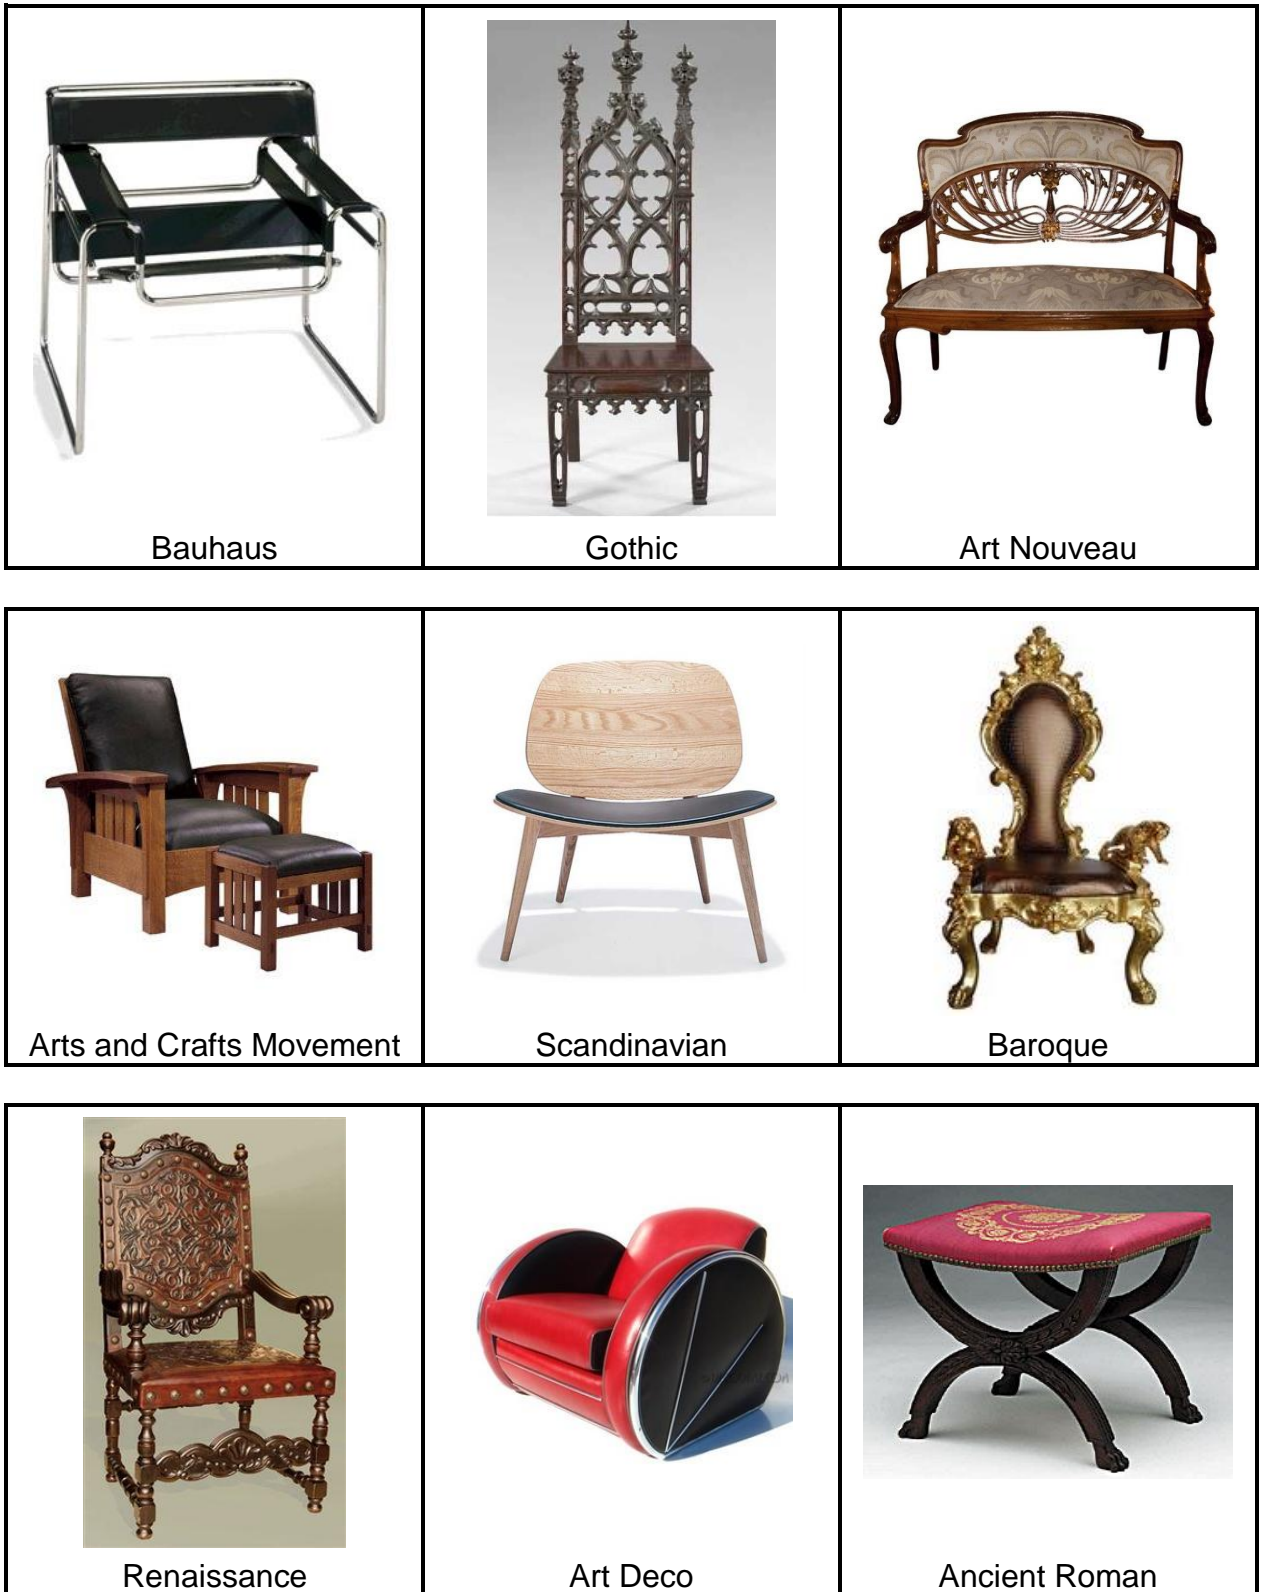 Bauhaus
Gothic
Art Nouveau
Arts and Crafts Movement
Scandinavian
Baroque
Renaissance
Art Deco
Ancient Roman